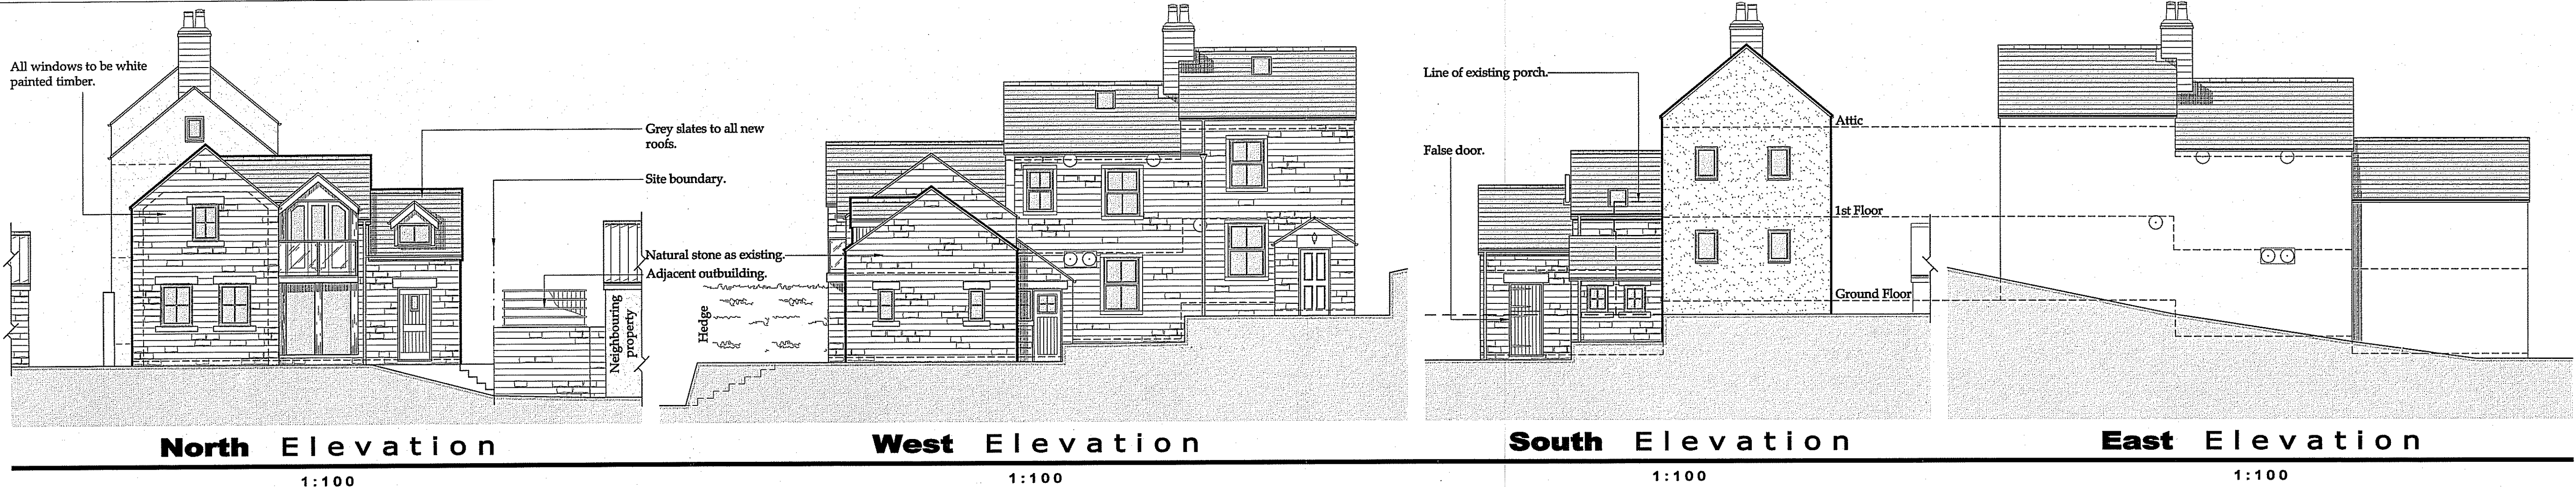 All windows to be white
painted timber.
Grey slates to all new
roofs.
Site boundary.
Natural stone as existing.
Adjacent outbuilding.
Neighbouring
property
Hedge
Line of existing porch.
False door.
Attic
1st Floor
Ground Floor
North Elevation
1:100
West Elevation
1:100
South Elevation
1:100
East Elevation
1:100